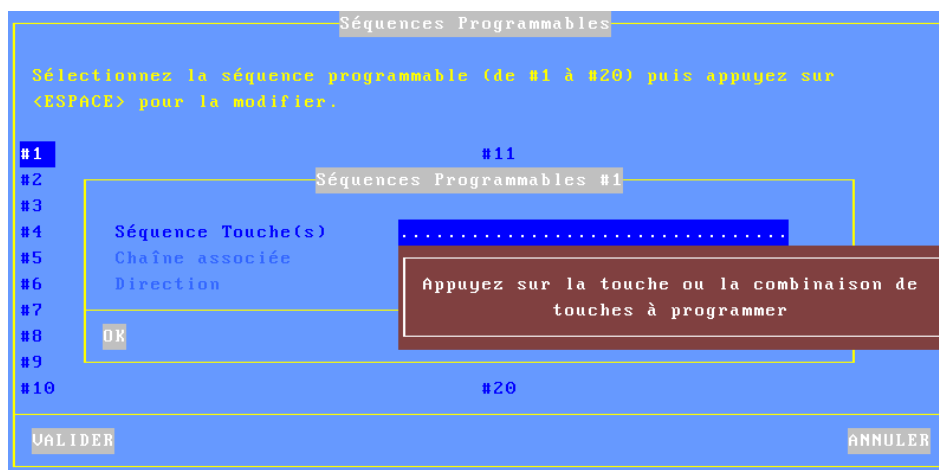 Séquences Programmables
Sélectionnez la séquence programmable (de #1 à #20) puis appuyez sur
<ESPACE> pour la modifier.
#1 #11
#2 Séquences Programmables #1
#3
#4 Séquence Touche(s) .................................
#5 Chaîne associée
#6 Direction Appuyez sur la touche ou la combinaison de
#7 touches à programmer
#8 OK
#9
#10 #20
VALIDER ANNULER